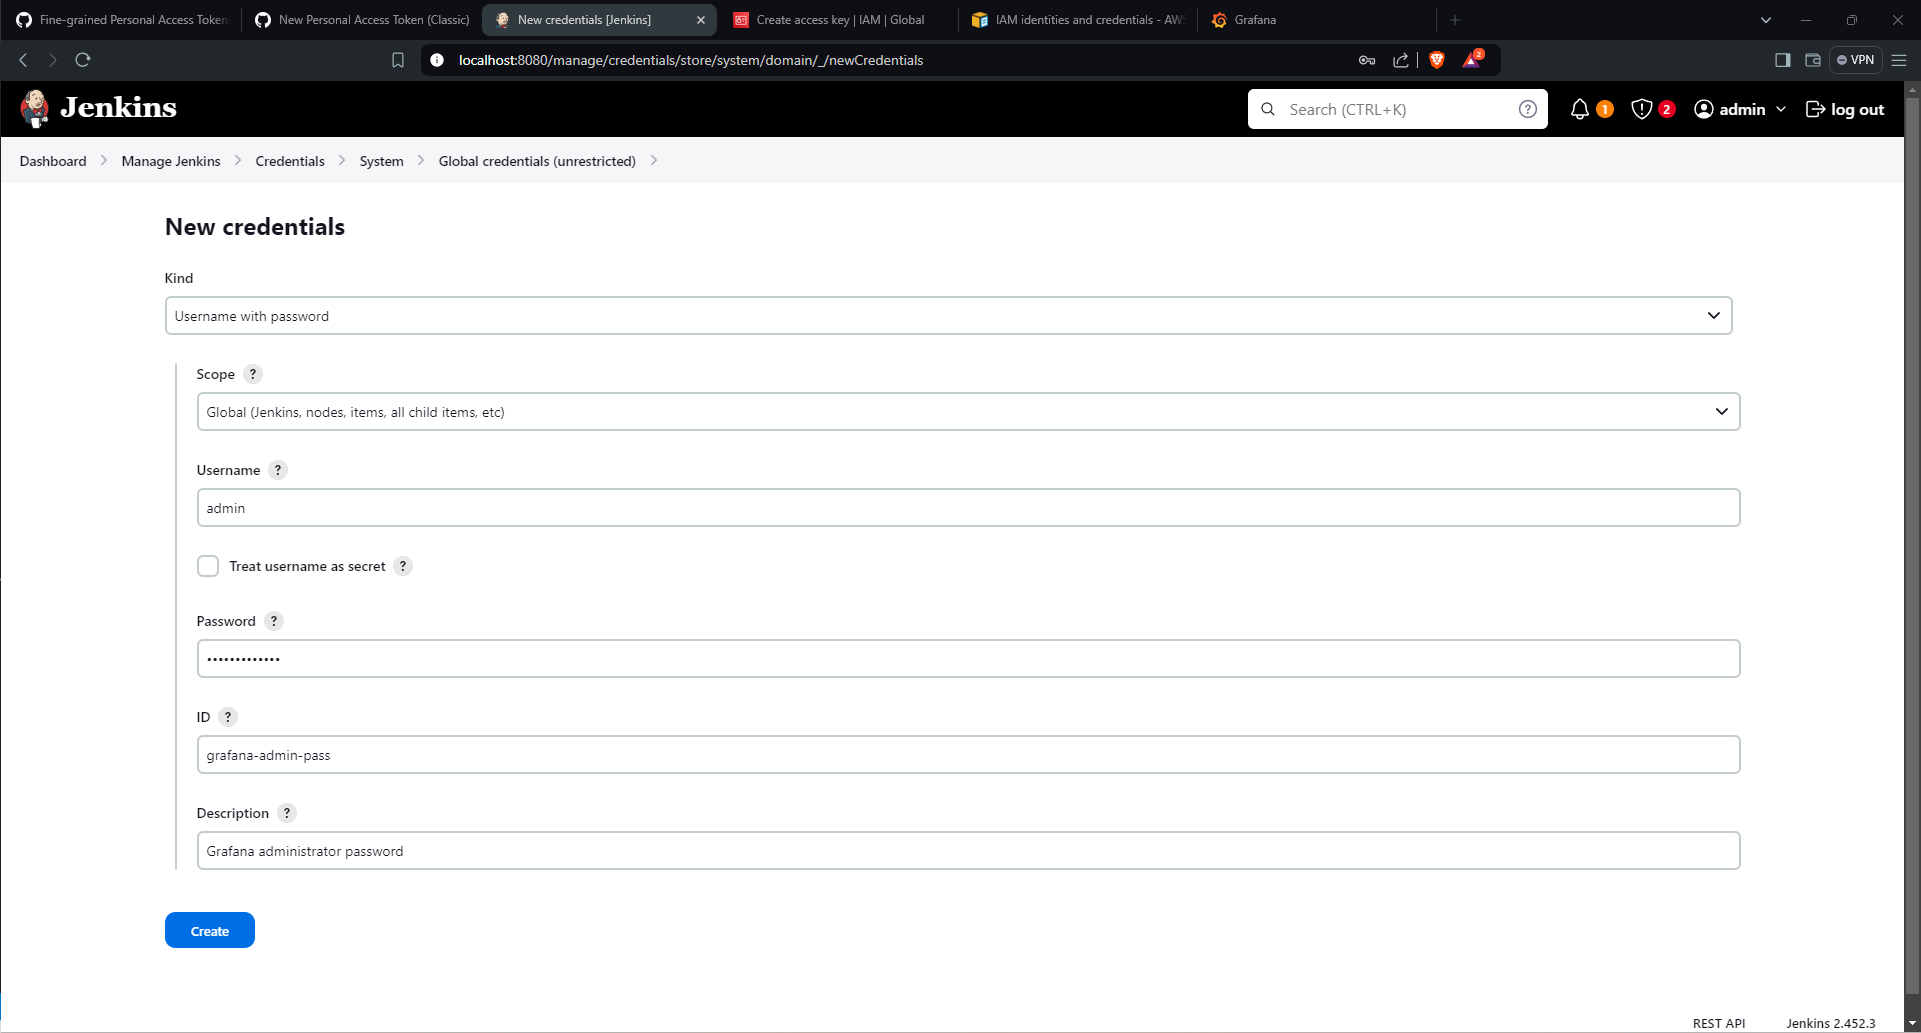 Fine-grained Personal Access Token
New Personal Access Token (Classic)
New credentials [Jenkins]
Create access key | IAM | Global
IAM identities and credentials - AWS
Grafana
localhost:8080/manage/credentials/store/system/domain/_/newCredentials
2
VPN
Jenkins
Search (CTRL+K)
?
1
2
admin
log out
Dashboard
Manage Jenkins
Credentials
System
Global credentials (unrestricted)
New credentials
Kind
Username with password
Scope ?
Global (Jenkins, nodes, items, all child items, etc)
Username ?
admin
Treat username as secret ?
Password ?
•••••••••••••
ID ?
grafana-admin-pass
Description ?
Grafana administrator password
Create
REST API
Jenkins 2.452.3